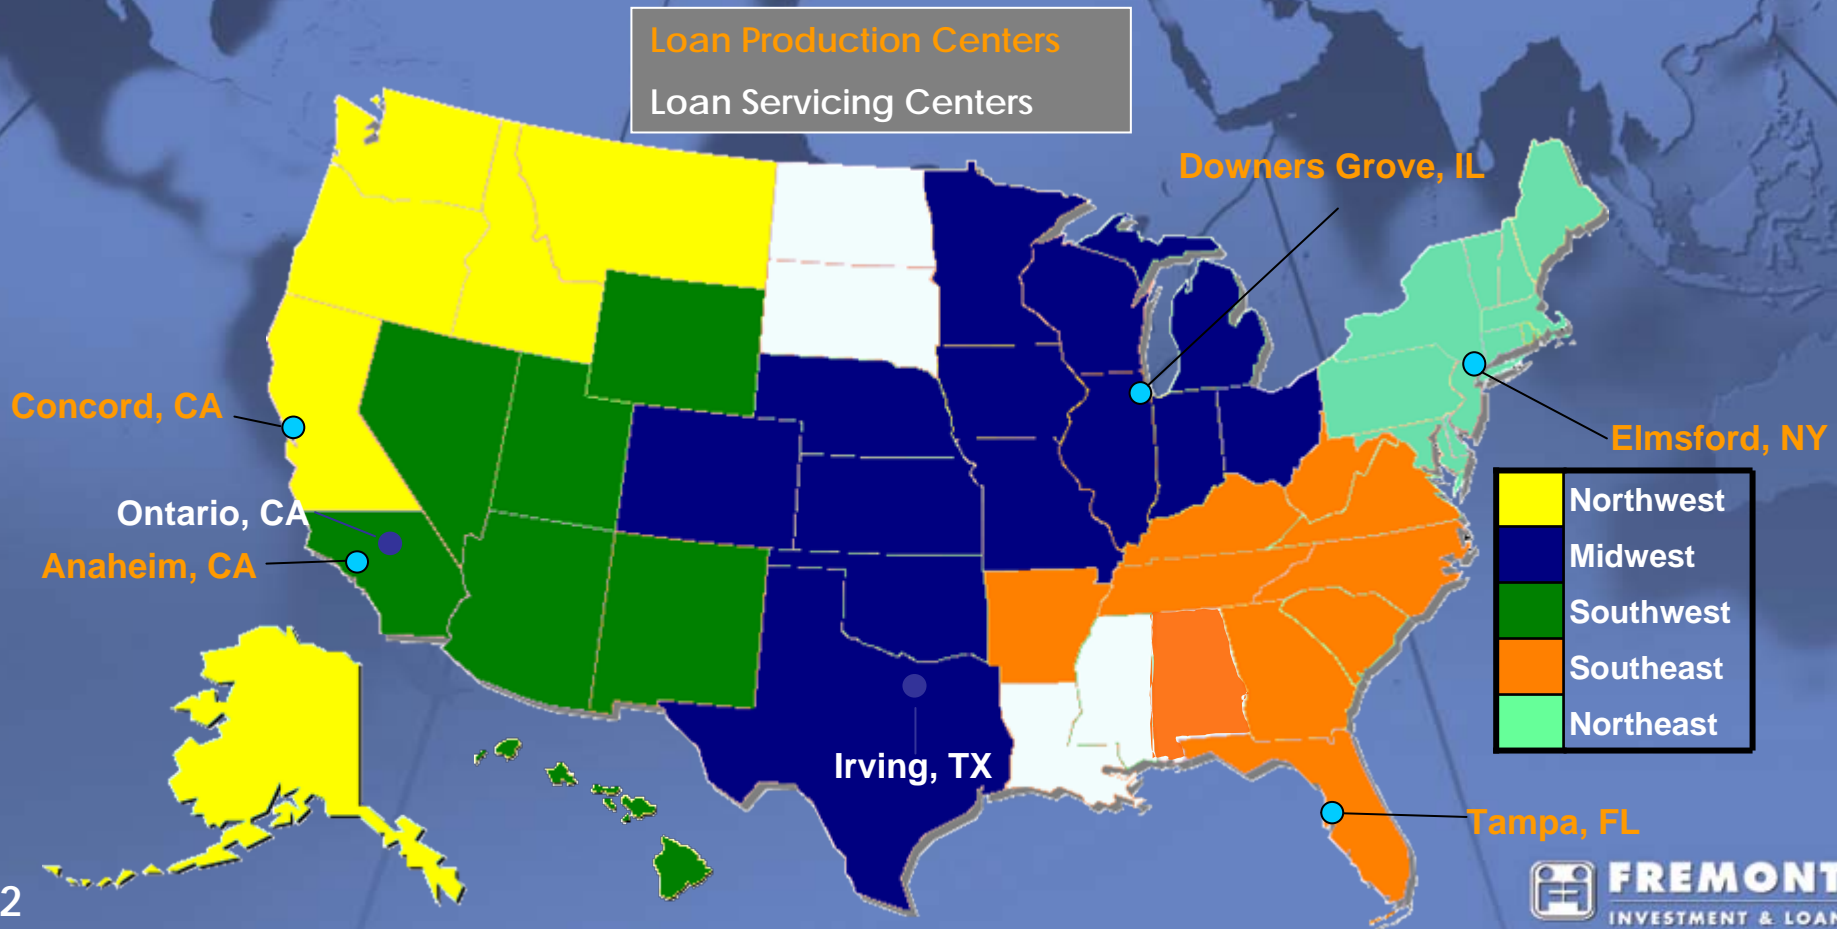 Loan Production Centers
Loan Servicing Centers
Downers Grove, IL
Concord, CA
Elmsford, NY
Ontario, CA
Anaheim, CA
Northwest
Midwest
Southwest
Southeast
Northeast
Irving, TX
Tampa, FL
2
FREMONT
INVESTMENT & LOAN